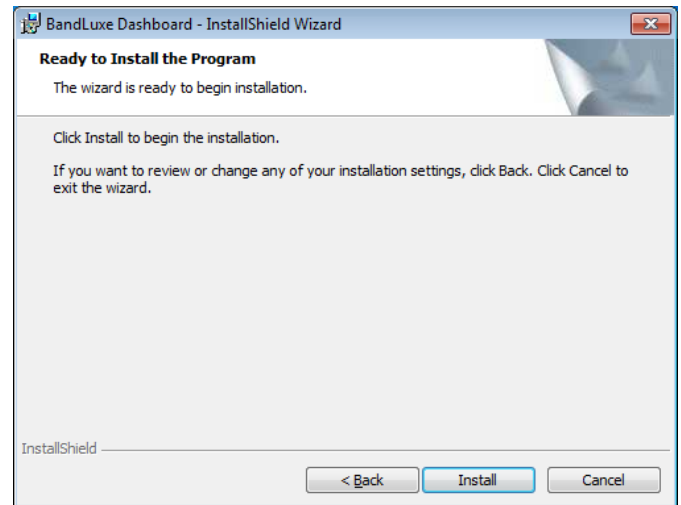 BandLuxe Dashboard - InstallShield Wizard
Ready to Install the Program
The wizard is ready to begin installation.
Click Install to begin the installation.
If you want to review or change any of your installation settings, click Back. Click Cancel to
exit the wizard.
InstallShield
< Back Install Cancel